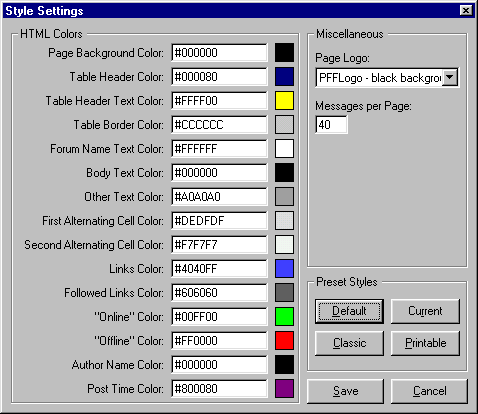 Style Settings
HTML Colors
Page Background Color: #000000
Table Header Color: #000080
Table Header Text Color: #FFFF00
Table Border Color: #CCCCCC
Forum Name Text Color: #FFFFFF
Body Text Color: #000000
Other Text Color: #A0A0A0
First Alternating Cell Color: #DEDFDF
Second Alternating Cell Color: #F7F7F7
Links Color: #4040FF
Followed Links Color: #606060
"Online" Color: #00FF00
"Offline" Color: #FF0000
Author Name Color: #000000
Post Time Color: #800080
Miscellaneous
Page Logo:
PFFLogo - black backgrou
Messages per Page:
40
Preset Styles
Default Current
Classic Printable
Save Cancel